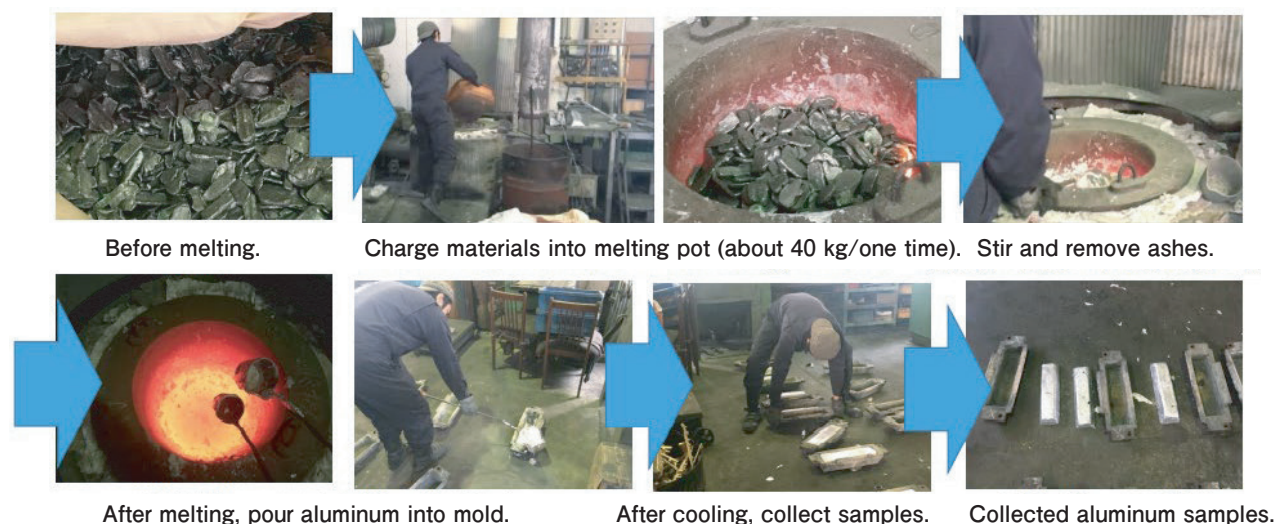 Before melting.
Charge materials into melting pot (about 40 kg/one time).
Stir and remove ashes.
After melting, pour aluminum into mold.
After cooling, collect samples.
Collected aluminum samples.